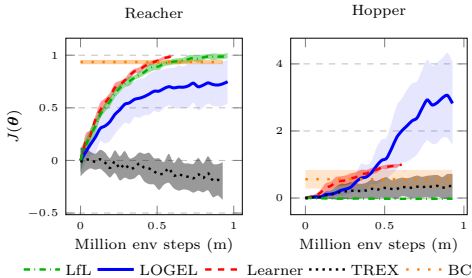 Reacher
Hopper
J(θ)
1
0.5
0
−0.5
0
0.5
1
Million env steps (m)
4
2
0
0
0.5
1
Million env steps (m)
LfL LOGEL Learner TREX BC